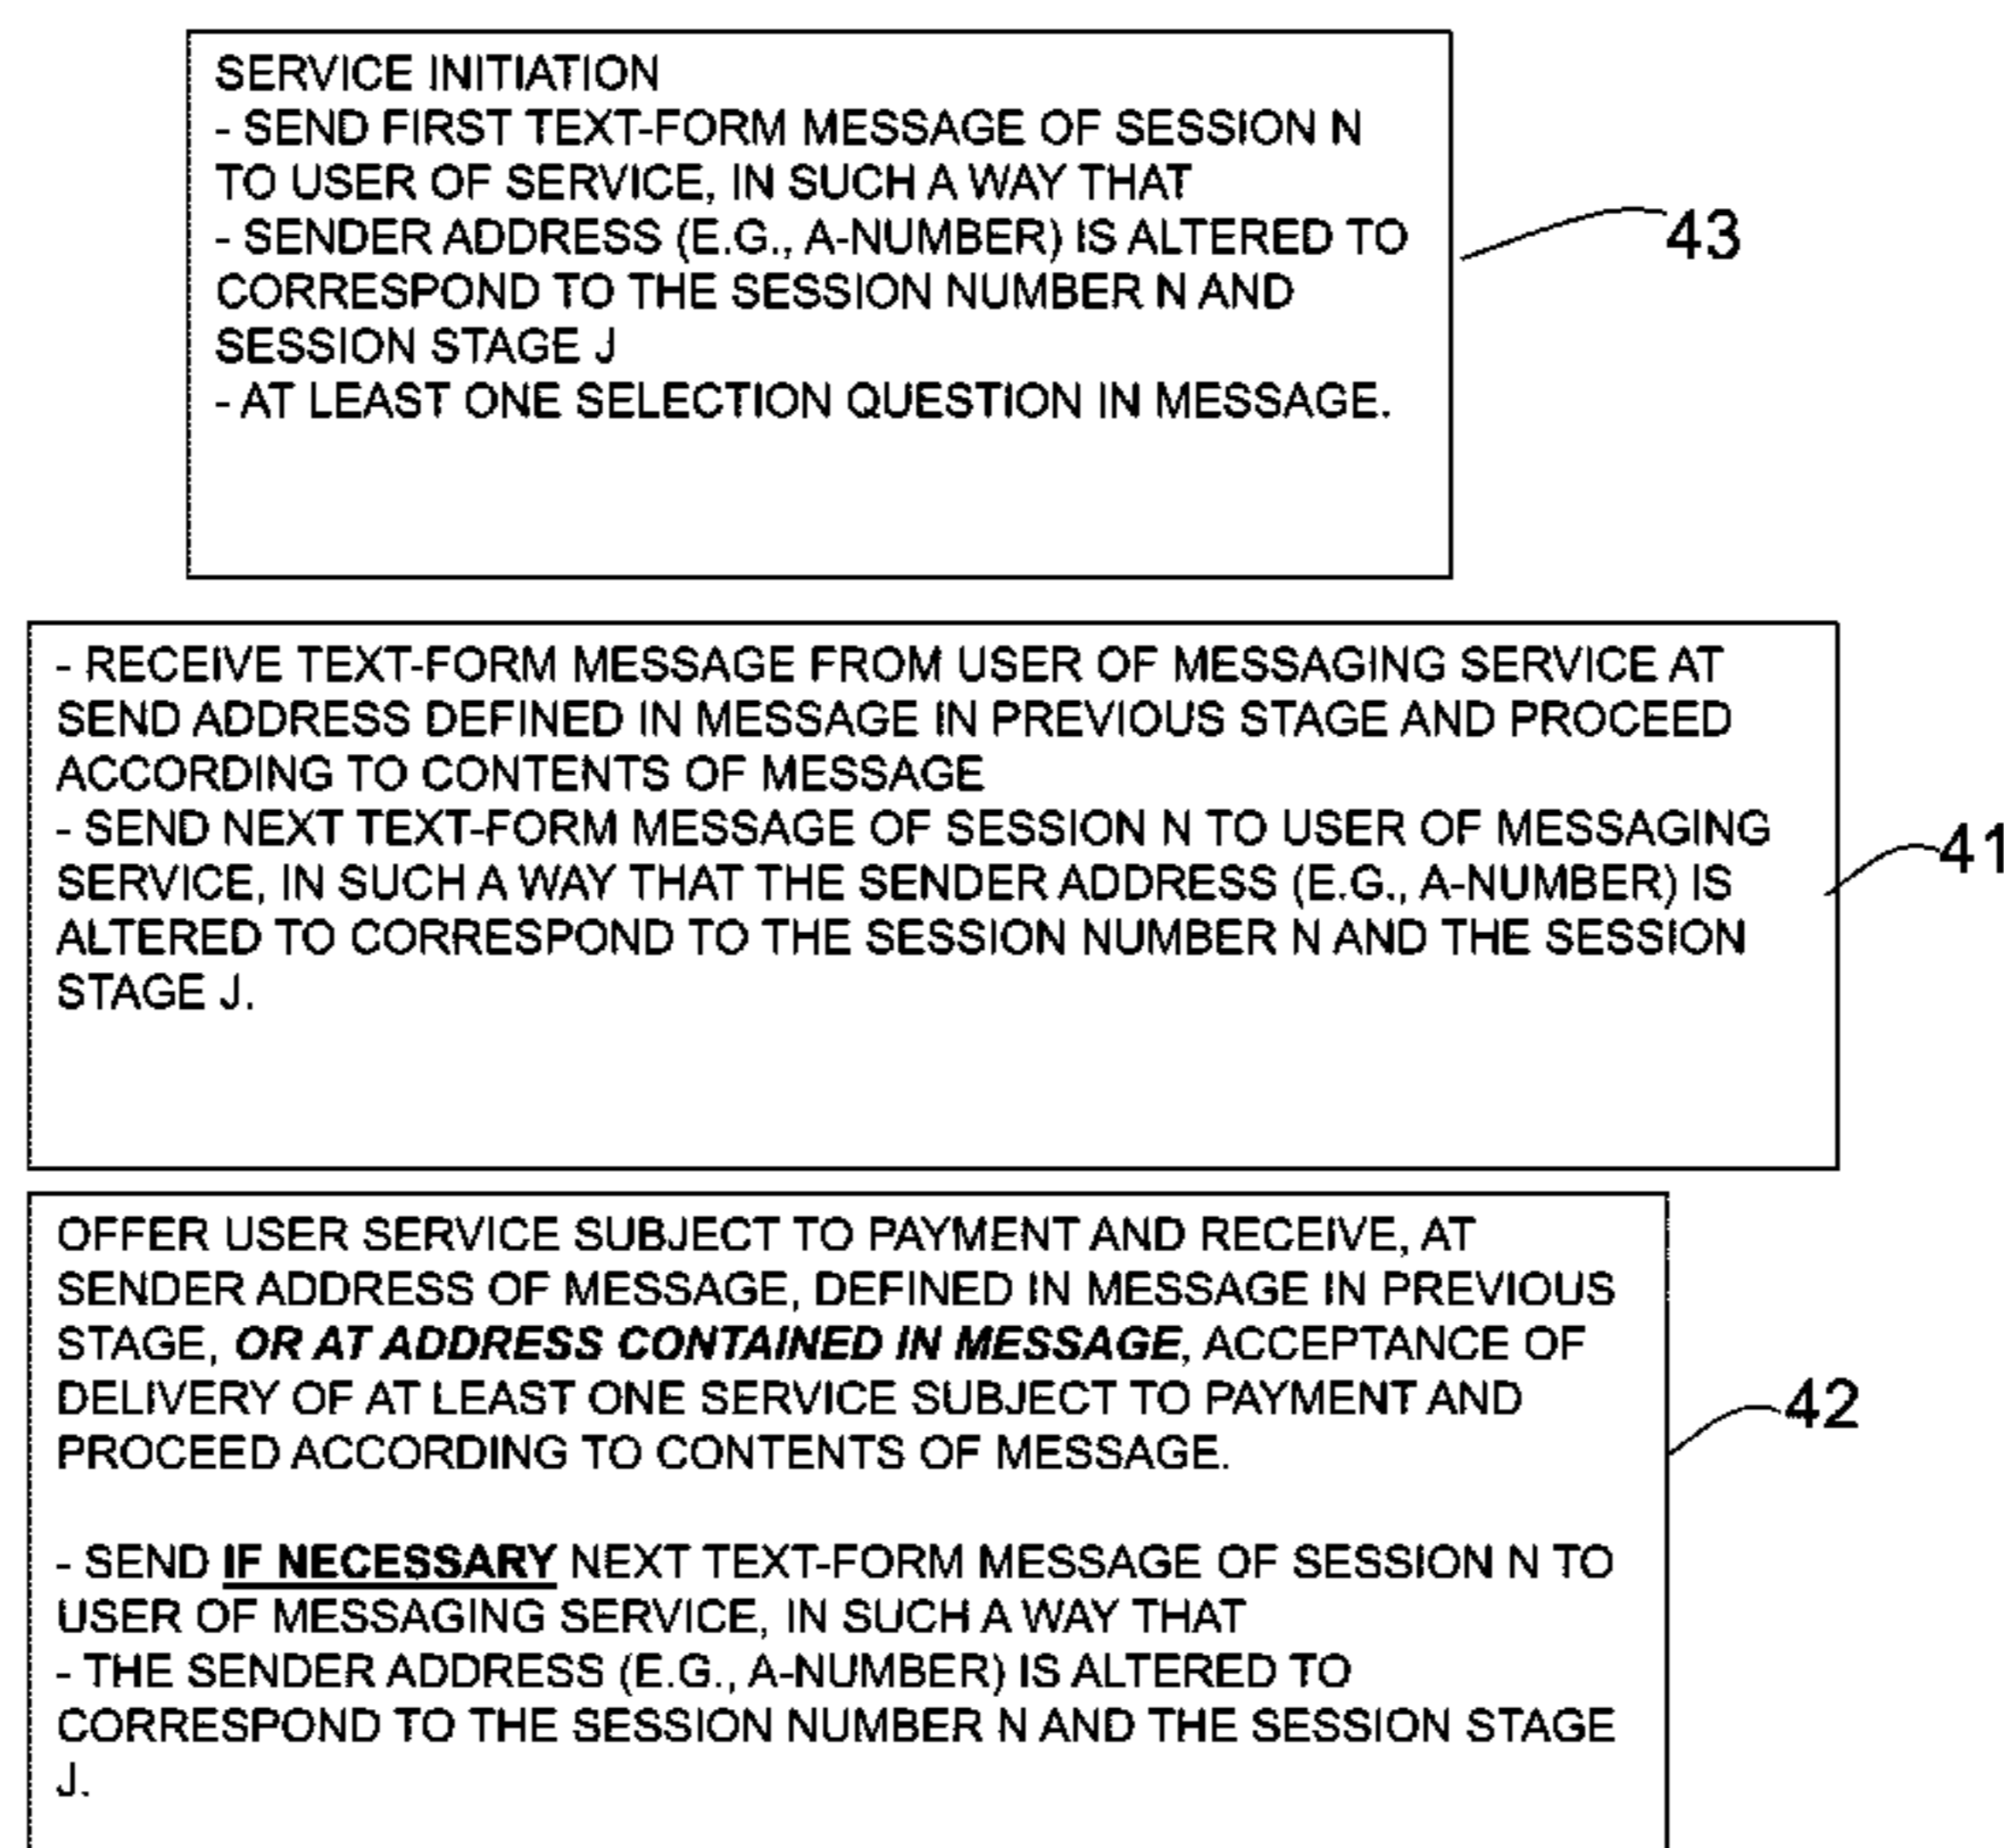 SERVICE INITIATION
- SEND FIRST TEXT-FORM MESSAGE OF SESSION N
TO USER OF SERVICE, IN SUCH A WAY THAT
- SENDER ADDRESS (E.G., A-NUMBER) IS ALTERED TO
CORRESPOND TO THE SESSION NUMBER N AND
SESSION STAGE J
- AT LEAST ONE SELECTION QUESTION IN MESSAGE.
43
- RECEIVE TEXT-FORM MESSAGE FROM USER OF MESSAGING SERVICE AT
SEND ADDRESS DEFINED IN MESSAGE IN PREVIOUS STAGE AND PROCEED
ACCORDING TO CONTENTS OF MESSAGE
- SEND NEXT TEXT-FORM MESSAGE OF SESSION N TO USER OF MESSAGING
SERVICE, IN SUCH A WAY THAT THE SENDER ADDRESS (E.G., A-NUMBER) IS
ALTERED TO CORRESPOND TO THE SESSION NUMBER N AND THE SESSION
STAGE J.
41
OFFER USER SERVICE SUBJECT TO PAYMENT AND RECEIVE, AT
SENDER ADDRESS OF MESSAGE, DEFINED IN MESSAGE IN PREVIOUS
STAGE, OR AT ADDRESS CONTAINED IN MESSAGE, ACCEPTANCE OF
DELIVERY OF AT LEAST ONE SERVICE SUBJECT TO PAYMENT AND
PROCEED ACCORDING TO CONTENTS OF MESSAGE.
- SEND IF NECESSARY NEXT TEXT-FORM MESSAGE OF SESSION N TO
USER OF MESSAGING SERVICE, IN SUCH A WAY THAT
- THE SENDER ADDRESS (E.G., A-NUMBER) IS ALTERED TO
CORRESPOND TO THE SESSION NUMBER N AND THE SESSION STAGE
J.
42